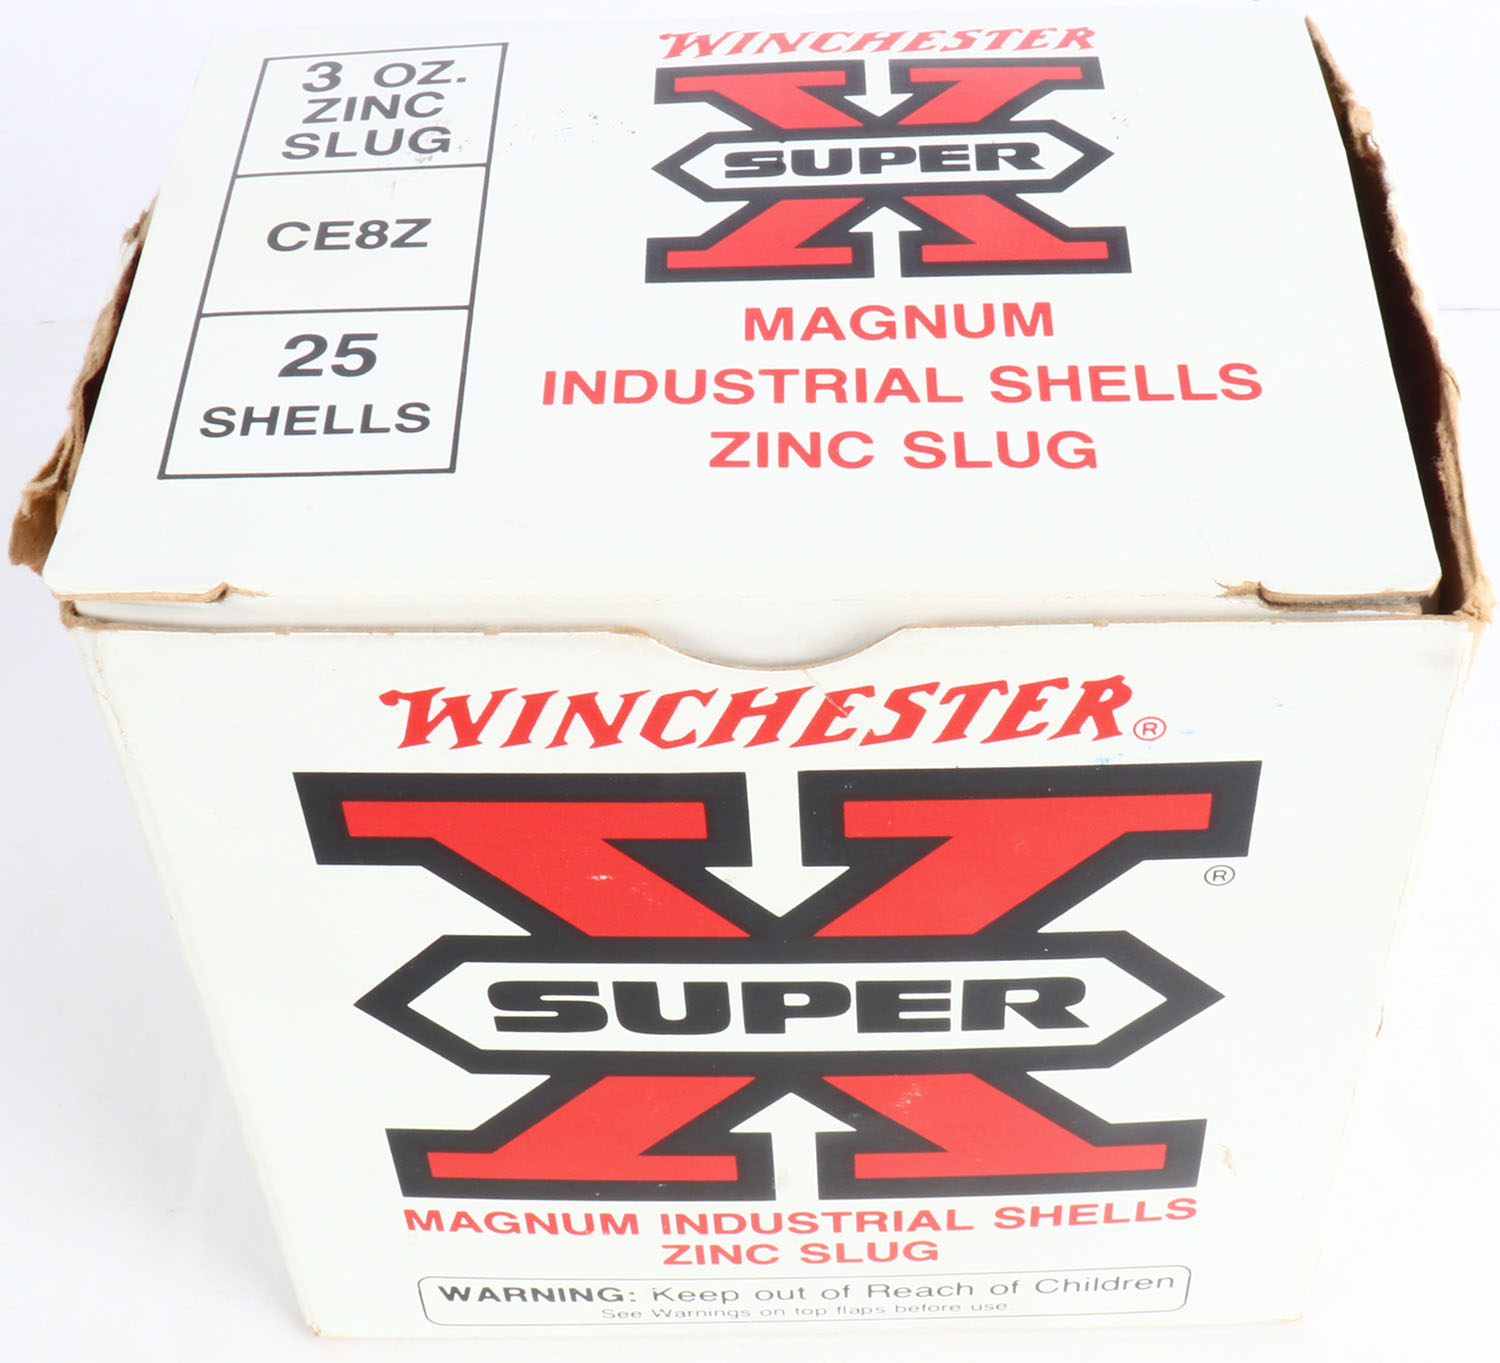 3 OZ.
ZINC
SLUG
CE8Z
25
SHELLS
WINCHESTER
SUPER
X
MAGNUM
INDUSTRIAL SHELLS
ZINC SLUG
WINCHESTER®
X®
SUPER
MAGNUM INDUSTRIAL SHELLS
ZINC SLUG
WARNING: Keep out of Reach of Children
See Warnings on top flaps before use.